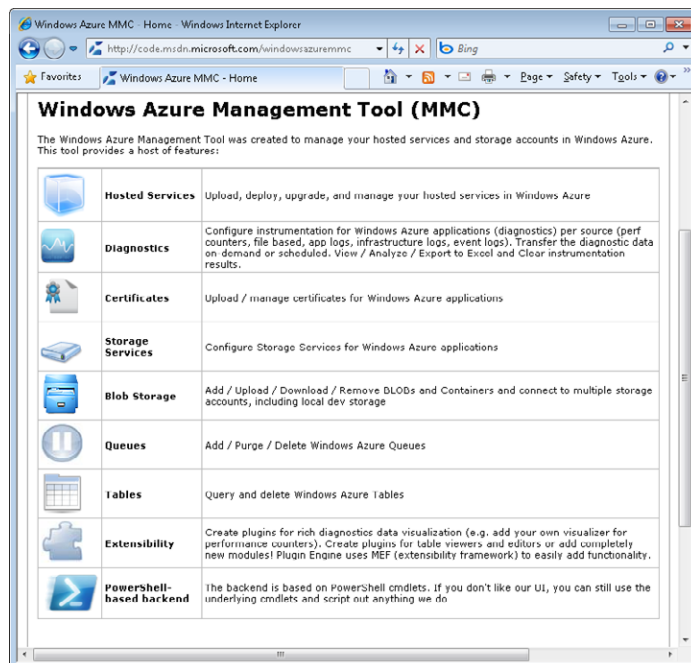 Windows Azure MMC - Home - Windows Internet Explorer
http://code.msdn.microsoft.com/windowsazuremmc
Bing
Favorites
Windows Azure MMC - Home
Page
Safety
Tools
Windows Azure Management Tool (MMC)
The Windows Azure Management Tool was created to manage your hosted services and storage accounts in Windows Azure.
This tool provides a host of features:
Hosted Services
Upload, deploy, upgrade, and manage your hosted services in Windows Azure
Diagnostics
Configure instrumentation for Windows Azure applications (diagnostics) per source (perf
counters, file based, app logs, infrastructure logs, event logs). Transfer the diagnostic data
on-demand or scheduled. View / Analyze / Export to Excel and Clear instrumentation
results.
Certificates
Upload / manage certificates for Windows Azure applications
Storage
Services
Configure Storage Services for Windows Azure applications
Blob Storage
Add / Upload / Download / Remove BLOBs and Containers and connect to multiple storage
accounts, including local dev storage
Queues
Add / Purge / Delete Windows Azure Queues
Tables
Query and delete Windows Azure Tables
Extensibility
Create plugins for rich diagnostics data visualization (e.g. add your own visualizer for
performance counters). Create plugins for table viewers and editors or add completely
new modules! Plugin Engine uses MEF (extensibility framework) to easily add functionality.
PowerShell-
based backend
The backend is based on PowerShell cmdlets. If you don't like our UI, you can still use the
underlying cmdlets and script out anything we do